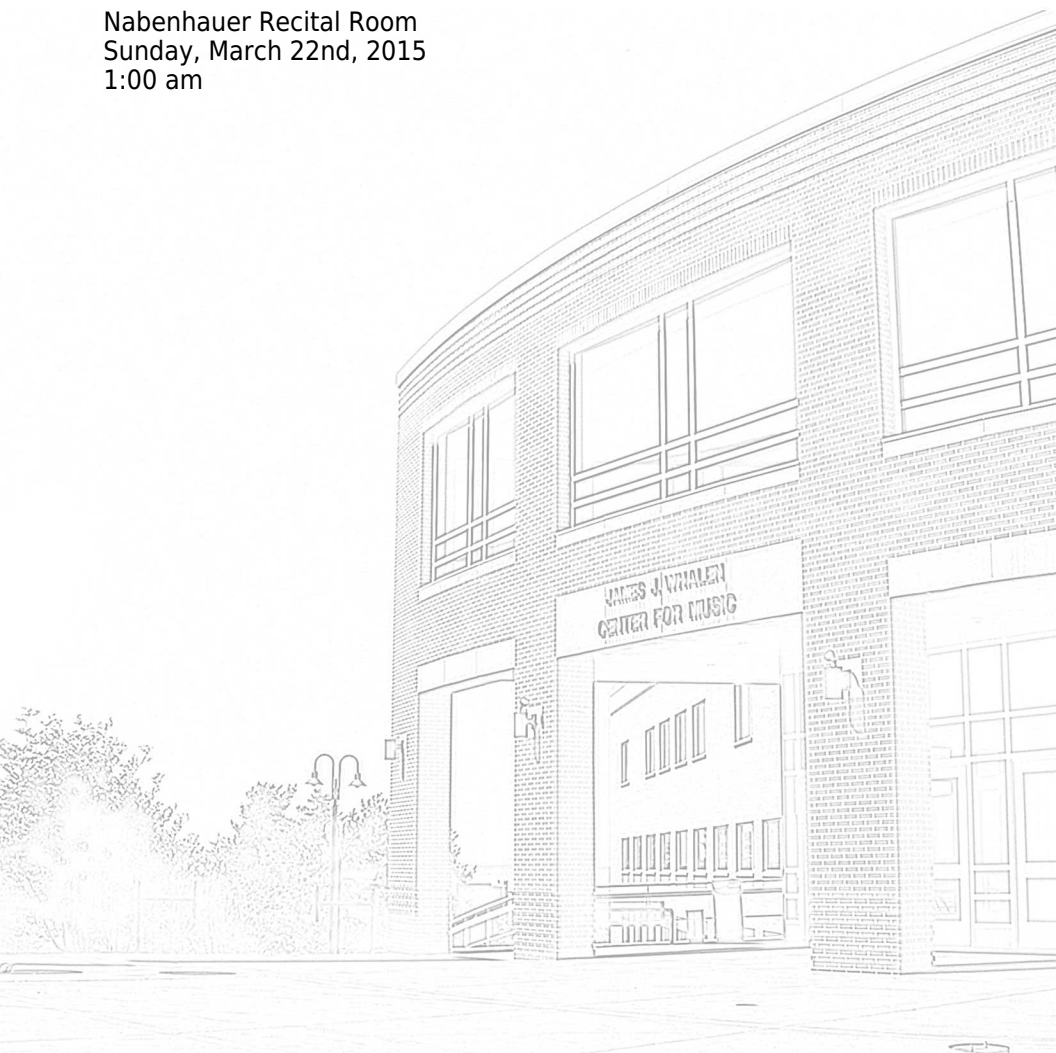 Nabenhauer Recital Room
Sunday, March 22nd, 2015
1:00 am
JAMES J. WHALEN
CENTER FOR MUSIC